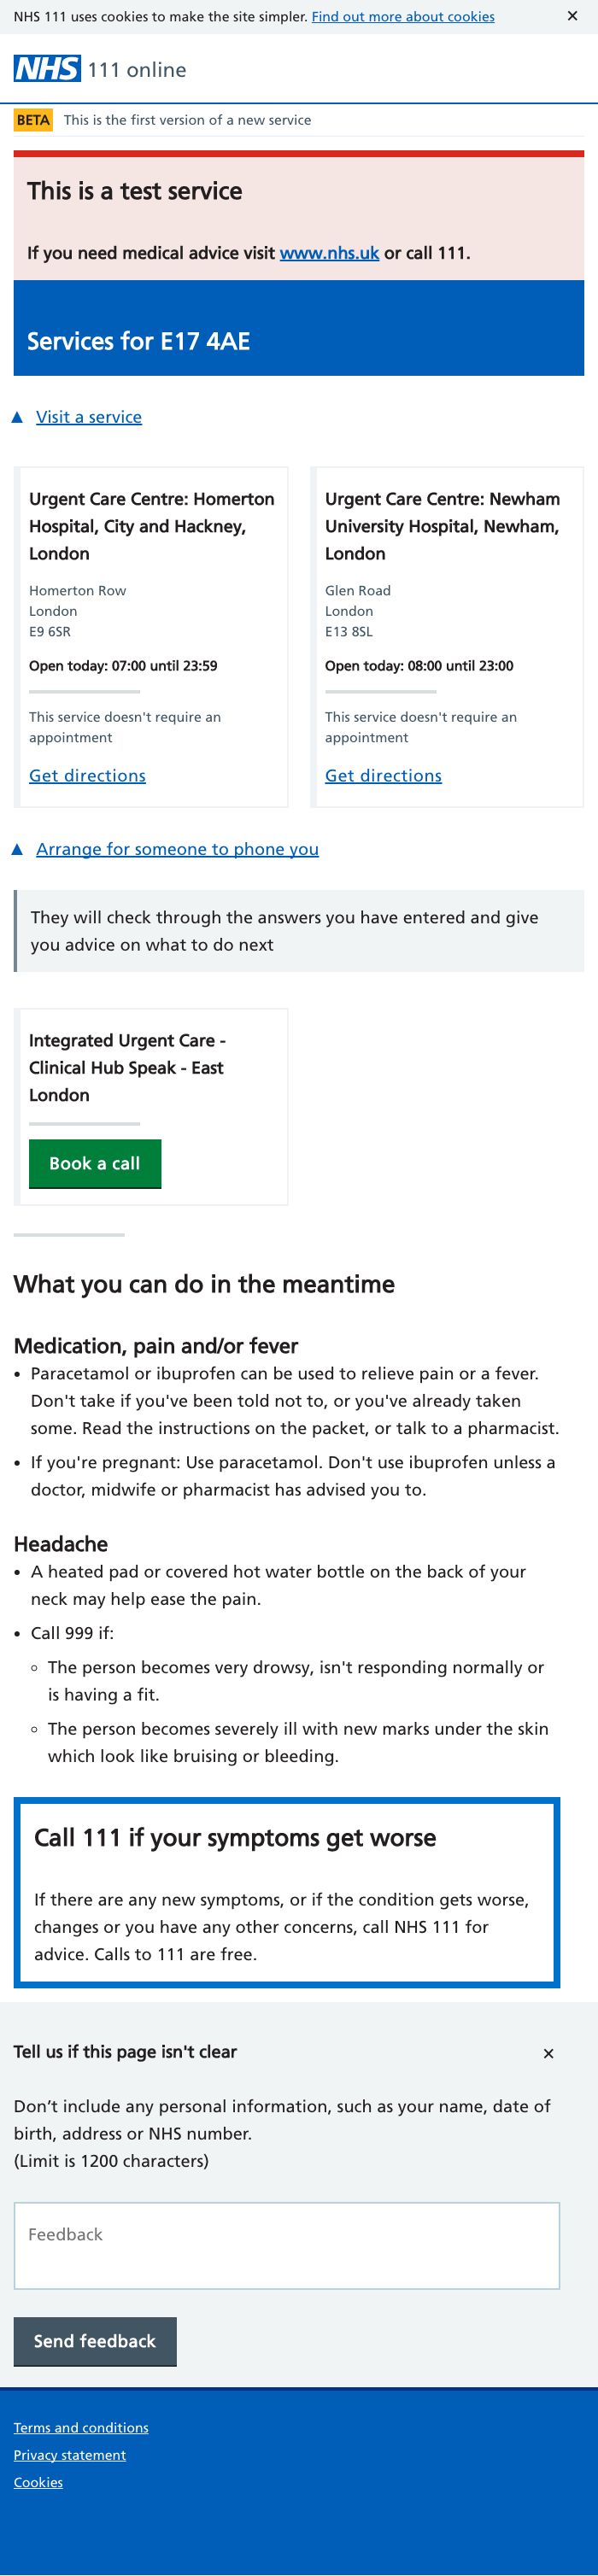 NHS 111 uses cookies to make the site simpler. Find out more about cookies ✕
NHS 111 online
BETA This is the first version of a new service
This is a test service
If you need medical advice visit www.nhs.uk or call 111.
Services for E17 4AE
▲ Visit a service
Urgent Care Centre: Homerton
Hospital, City and Hackney,
London
Homerton Row
London
E9 6SR
Open today: 07:00 until 23:59
This service doesn't require an
appointment
Get directions
Urgent Care Centre: Newham
University Hospital, Newham,
London
Glen Road
London
E13 8SL
Open today: 08:00 until 23:00
This service doesn't require an
appointment
Get directions
▲ Arrange for someone to phone you
They will check through the answers you have entered and give
you advice on what to do next
Integrated Urgent Care -
Clinical Hub Speak - East
London
Book a call
What you can do in the meantime
Medication, pain and/or fever
• Paracetamol or ibuprofen can be used to relieve pain or a fever.
Don't take if you've been told not to, or you've already taken
some. Read the instructions on the packet, or talk to a pharmacist.
• If you're pregnant: Use paracetamol. Don't use ibuprofen unless a
doctor, midwife or pharmacist has advised you to.
Headache
• A heated pad or covered hot water bottle on the back of your
neck may help ease the pain.
• Call 999 if:
◦ The person becomes very drowsy, isn't responding normally or
is having a fit.
◦ The person becomes severely ill with new marks under the skin
which look like bruising or bleeding.
Call 111 if your symptoms get worse
If there are any new symptoms, or if the condition gets worse,
changes or you have any other concerns, call NHS 111 for
advice. Calls to 111 are free.
Tell us if this page isn't clear ✕
Don’t include any personal information, such as your name, date of
birth, address or NHS number.
(Limit is 1200 characters)
Feedback
Send feedback
Terms and conditions
Privacy statement
Cookies